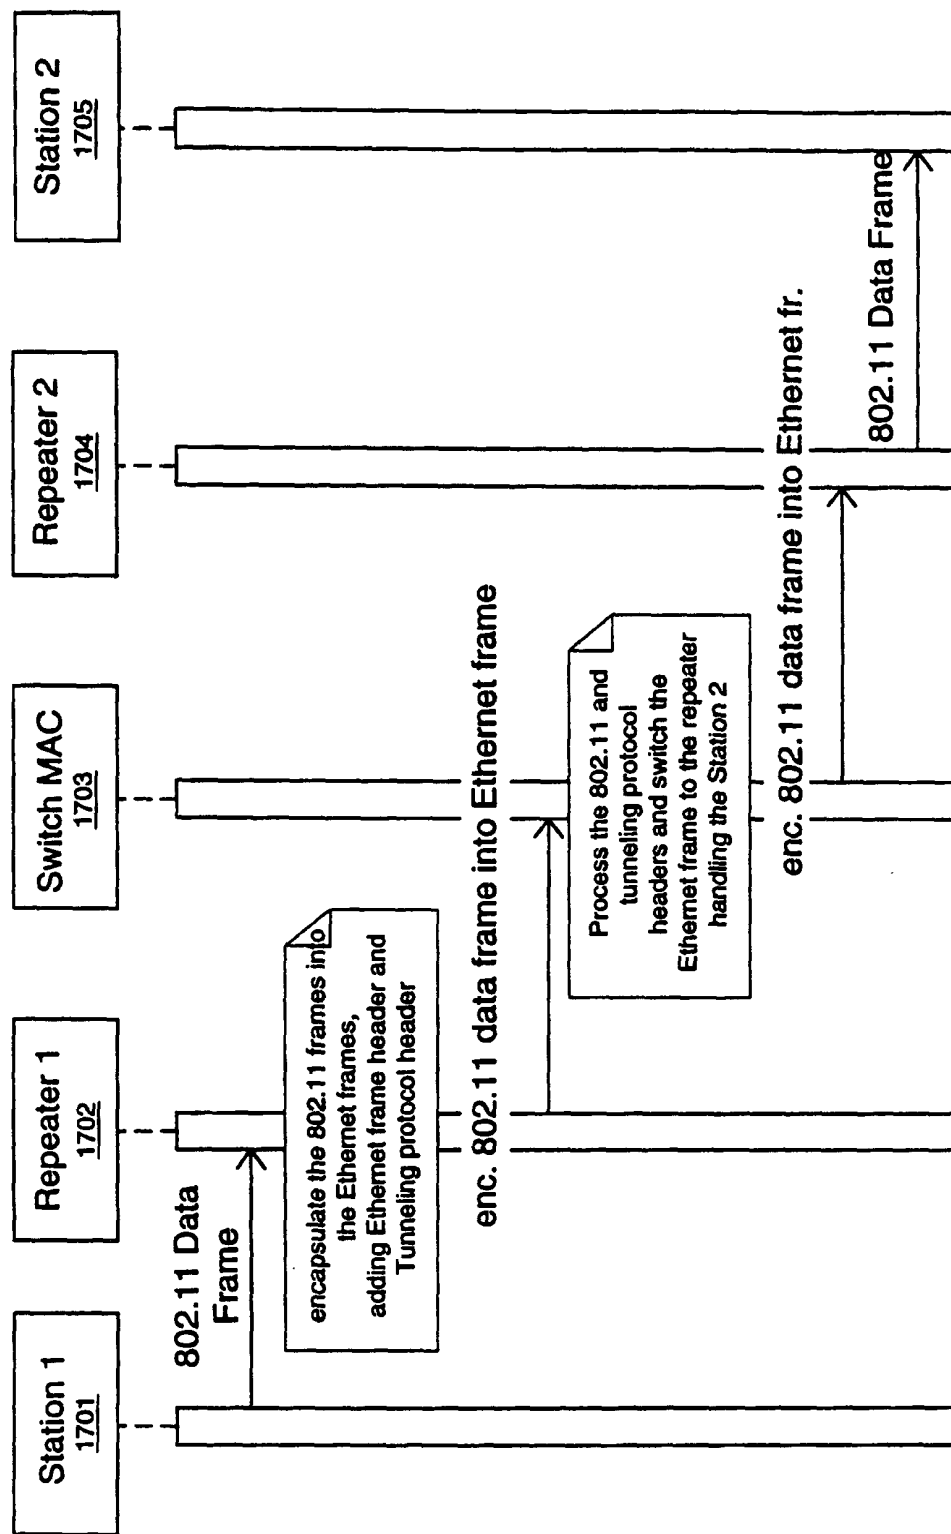 Station 1
1701
Repeater 1
1702
Switch MAC
1703
Repeater 2
1704
Station 2
1705
802.11 Data
Frame
encapsulate the 802.11 frames into
the Ethernet frames,
adding Ethernet frame header and
Tunneling protocol header
enc. 802.11 data frame into Ethernet frame
Process the 802.11 and
tunneling protocol
headers and switch the
Ethernet frame to the repeater
handling the Station 2
enc. 802.11 data frame into Ethernet fr.
802.11 Data Frame